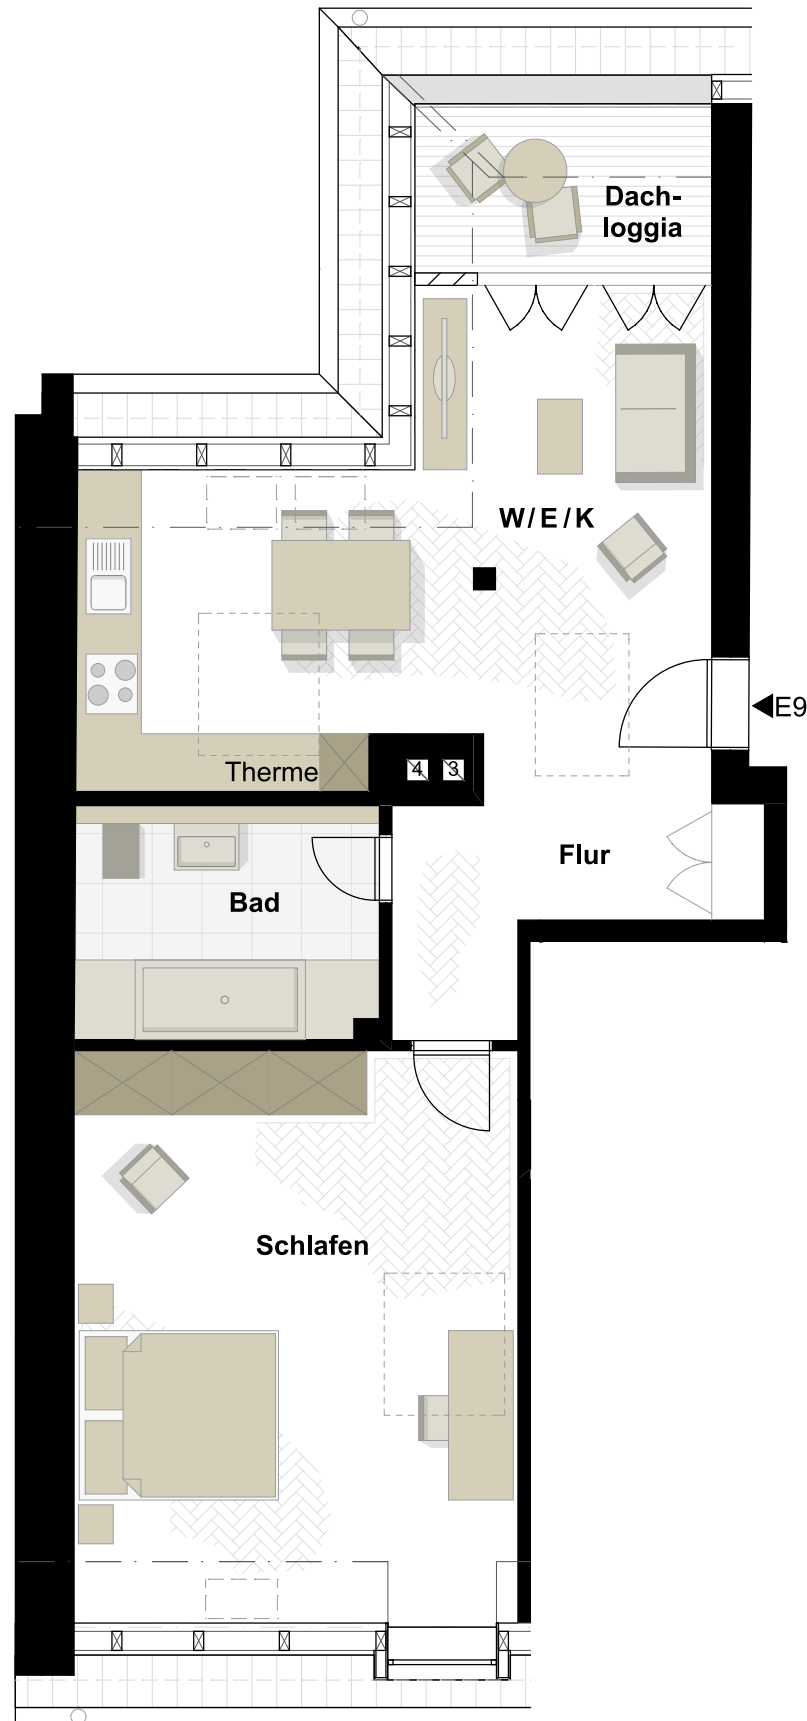 Dach-
loggia
W/E/K
E9
Therme
4 3
Flur
Bad
Schlafen